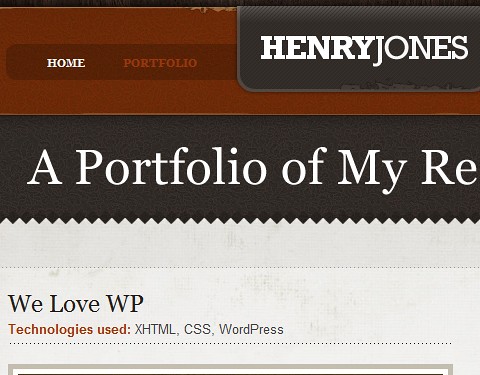 HENRYJONES
HOME PORTFOLIO
A Portfolio of My Re
We Love WP
Technologies used: XHTML, CSS, WordPress